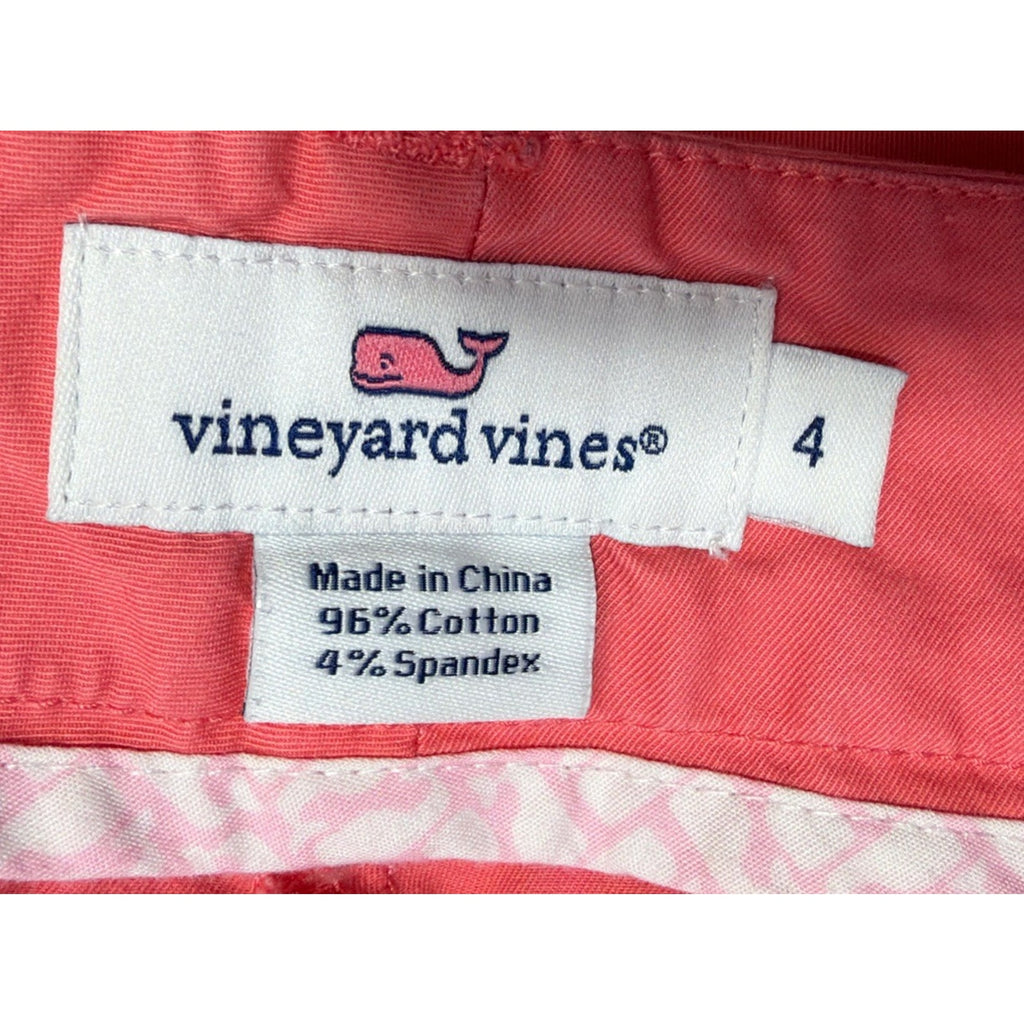 vineyard vines®
4
Made in China
96% Cotton
4% Spandex